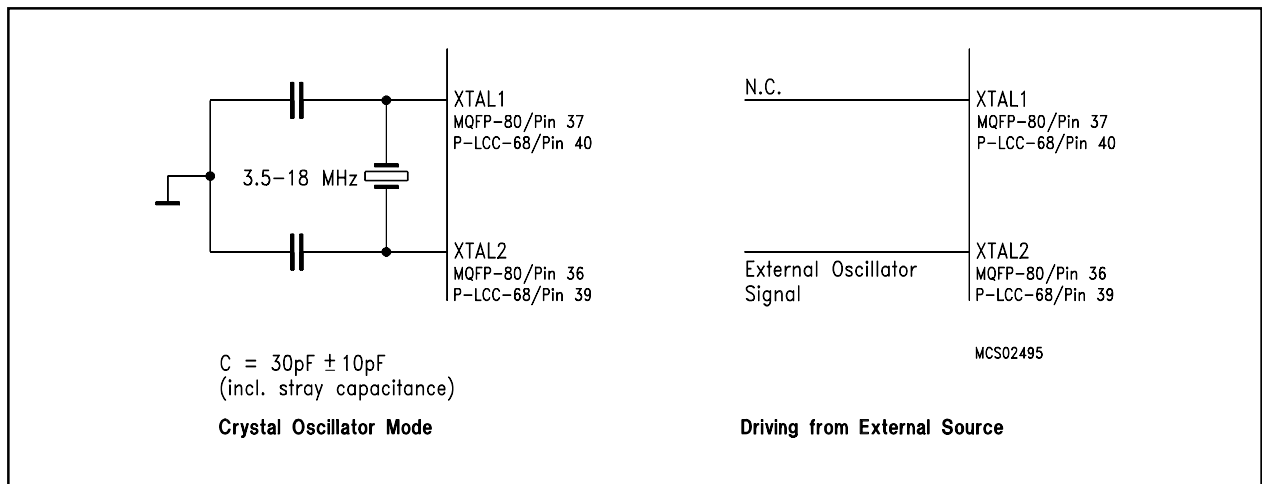 XTAL1
MQFP-80/Pin 37
P-LCC-68/Pin 40
3.5-18 MHz
XTAL2
MQFP-80/Pin 36
P-LCC-68/Pin 39
C = 30pF ± 10pF
(incl. stray capacitance)
Crystal Oscillator Mode
N.C.
XTAL1
MQFP-80/Pin 37
P-LCC-68/Pin 40
External Oscillator
Signal
XTAL2
MQFP-80/Pin 36
P-LCC-68/Pin 39
MCS02495
Driving from External Source